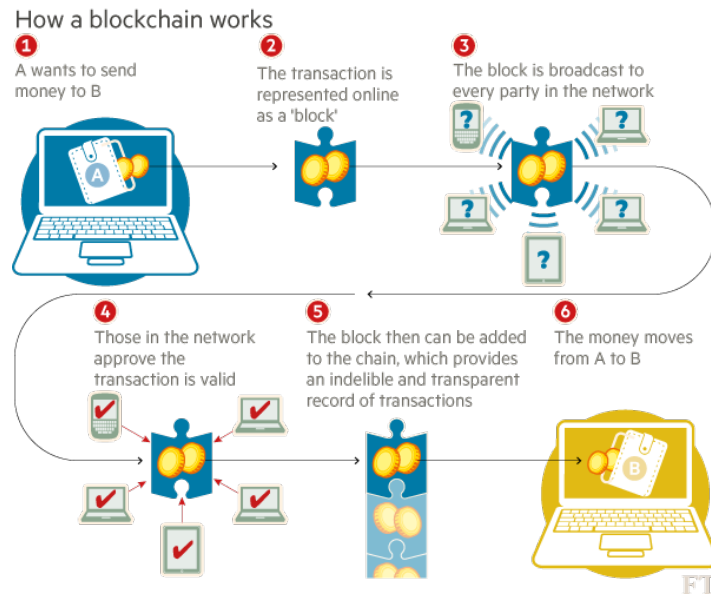 How a blockchain works
1
A wants to send
money to B
A
2
The transaction is
represented online
as a 'block'
3
The block is broadcast to
every party in the network
?
?
?
?
?
4
Those in the network
approve the
transaction is valid
5
The block then can be added
to the chain, which provides
an indelible and transparent
record of transactions
6
The money moves
from A to B
B
FT